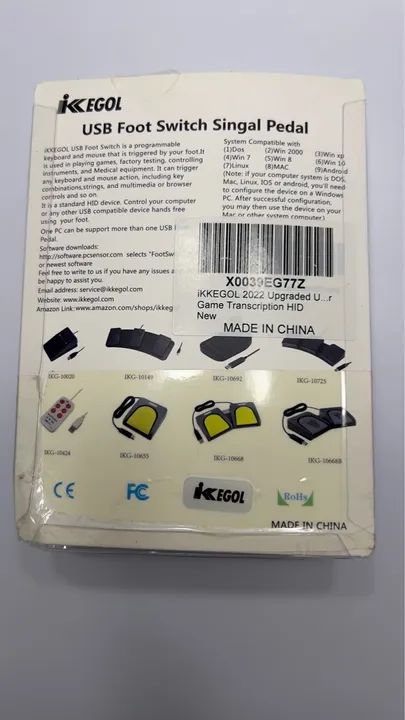 iKKEGOL
USB Foot Switch Singal Pedal
iKKEGOL USB Foot Switch is a programmable
keyboard and mouse that is triggered by your foot.It
is used in playing games, factory testing, controlling
instruments, and Medical equipment. It can trigger
any keyboard and mouse action, including key
combinations,strings, and multimedia or browser
controls and so on.
It is a standard HID device. Control your computer
or any other USB compatible device hands free
using your foot.
One PC can be support more than one USB
Pedal.
Software downloads:
http://software.pcsensor.com selects "FootSw
or newest software
Feel free to write to us if you have any issues a
be happy to assist you.
Email address: service@ikkegol.com
Website: www.ikkegol.com
Amazon Link:www.amazon.com/shops/ikkeg
System Compatible with
(1)Dos (2)Win 2000 (3)Win xp
(4)Win 7 (5)Win 8 (6)Win 10
(7)Linux (8)MAC (9)Android
(Note: if your computer system is DOS,
Mac, Linux, IOS or android, you'll need
to configure the device on a Windows
PC. After successful configuration,
you may then use the device on your
Mac or other system computer)
X0039EG77Z
iKKEGOL 2022 Upgraded U...r
Game Transcription HID
New
MADE IN CHINA
IKG-10020 IKG-10149 IKG-10692 IKG-10725
IKG-10424 IKG-10655 IKG-10668 IKG-10668B
CE FC iKKEGOL RoHs
MADE IN CHINA